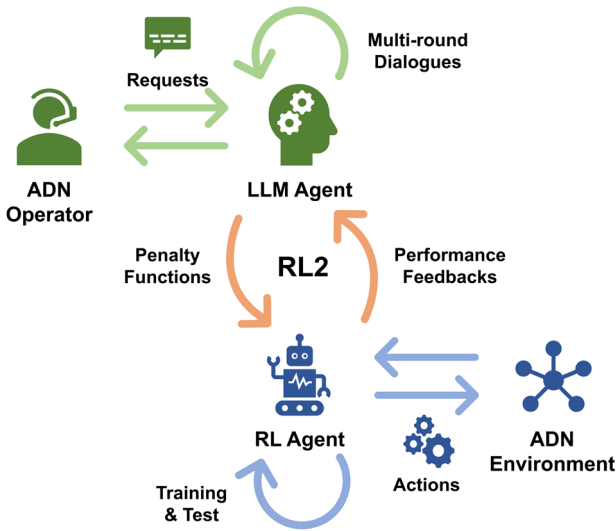 Requests
Multi-round
Dialogues
ADN
Operator
LLM Agent
Penalty
Functions
RL2
Performance
Feedbacks
RL Agent
Actions
ADN
Environment
Training
& Test